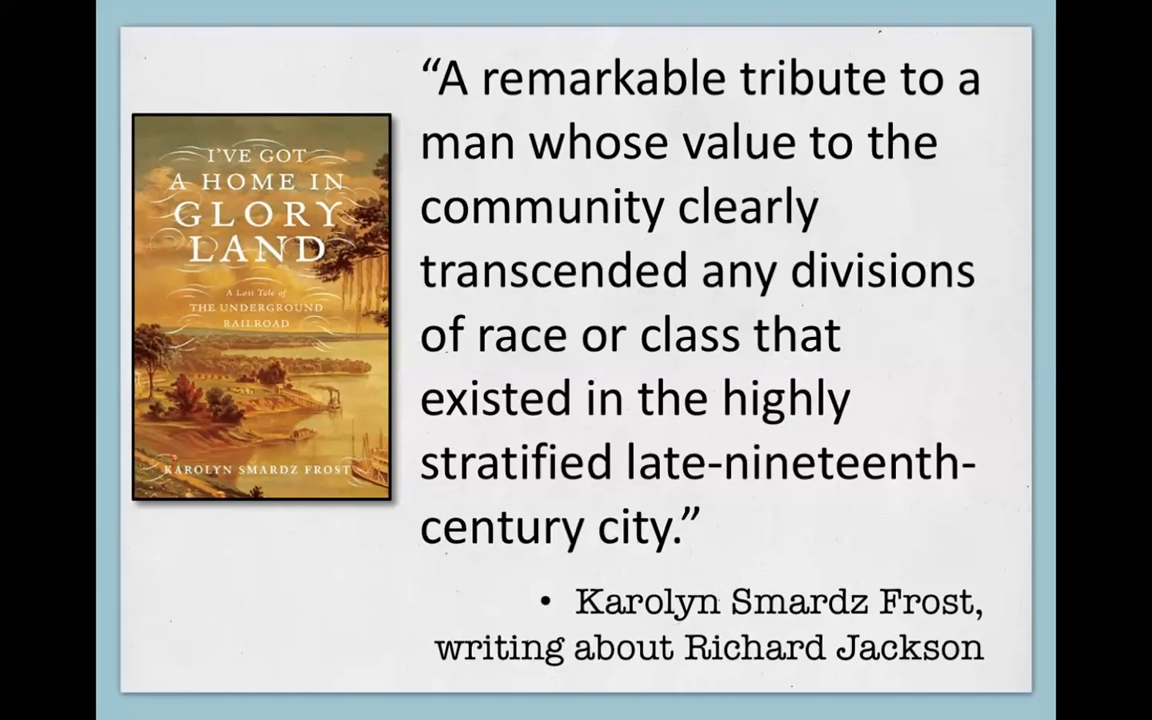 I'VE GOT
A HOME IN
GLORY
LAND
A Lost Tale of
THE UNDERGROUND
RAILROAD
KAROLYN SMARDZ FROST
“A remarkable tribute to a
man whose value to the
community clearly
transcended any divisions
of race or class that
existed in the highly
stratified late-nineteenth-
century city.”
• Karolyn Smardz Frost,
writing about Richard Jackson